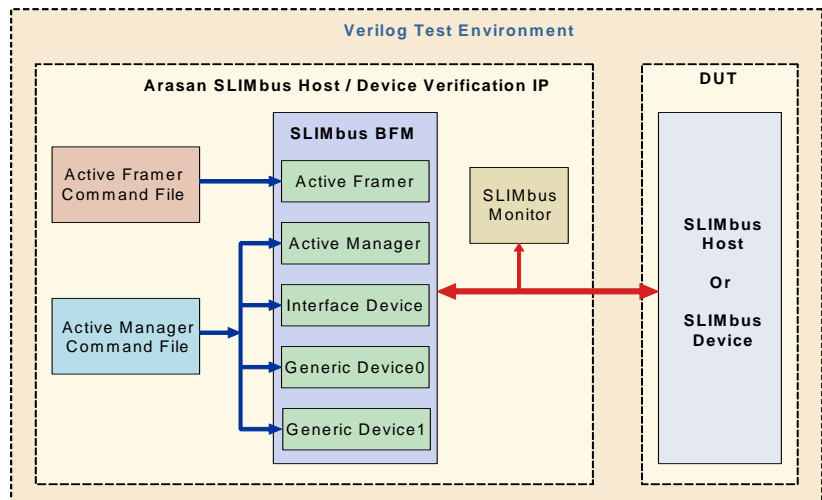 Verilog Test Environment
Arasan SLIMbus Host / Device Verification IP
DUT
SLIMbus BFM
Active Framer
Command File
Active Framer
SLIMbus
Monitor
Active Manager
SLIMbus
Host
Or
SLIMbus
Device
Interface Device
Active Manager
Command File
Generic Device0
Generic Device1